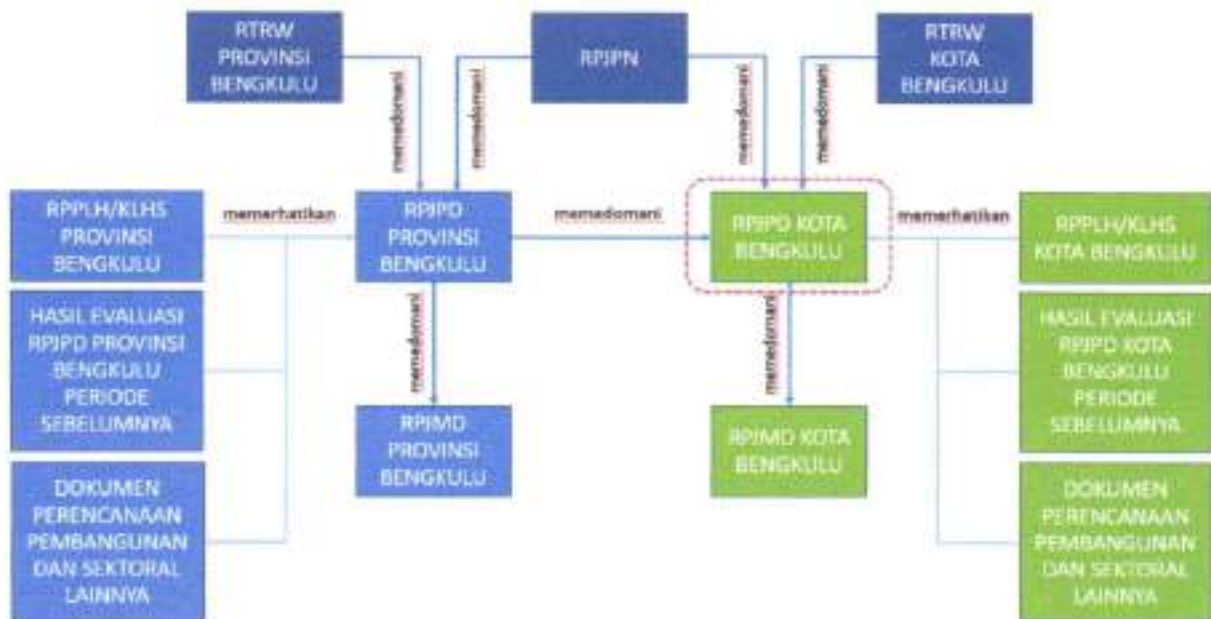 RTRW
PROVINSI
BENGKULU
RPJPN
RTRW
KOTA
BENGKULU
memedomani
memedomani
memedomani
memedomani
RPPLH/KLHS
PROVINSI
BENGKULU
memerhatikan
RPJPD
PROVINSI
BENGKULU
memedomani
RPJPD KOTA
BENGKULU
memerhatikan
RPPLH/KLHS
KOTA BENGKULU
HASIL EVALUASI
RPJPD PROVINSI
BENGKULU
PERIODE
SEBELUMNYA
memedomani
memedomani
HASIL EVALUASI
RPJPD KOTA
BENGKULU
PERIODE
SEBELUMNYA
RPJMD
PROVINSI
BENGKULU
RPJMD KOTA
BENGKULU
DOKUMEN
PERENCANAAN
PEMBANGUNAN
DAN SEKTORAL
LAINNYA
DOKUMEN
PERENCANAAN
PEMBANGUNAN
DAN SEKTORAL
LAINNYA